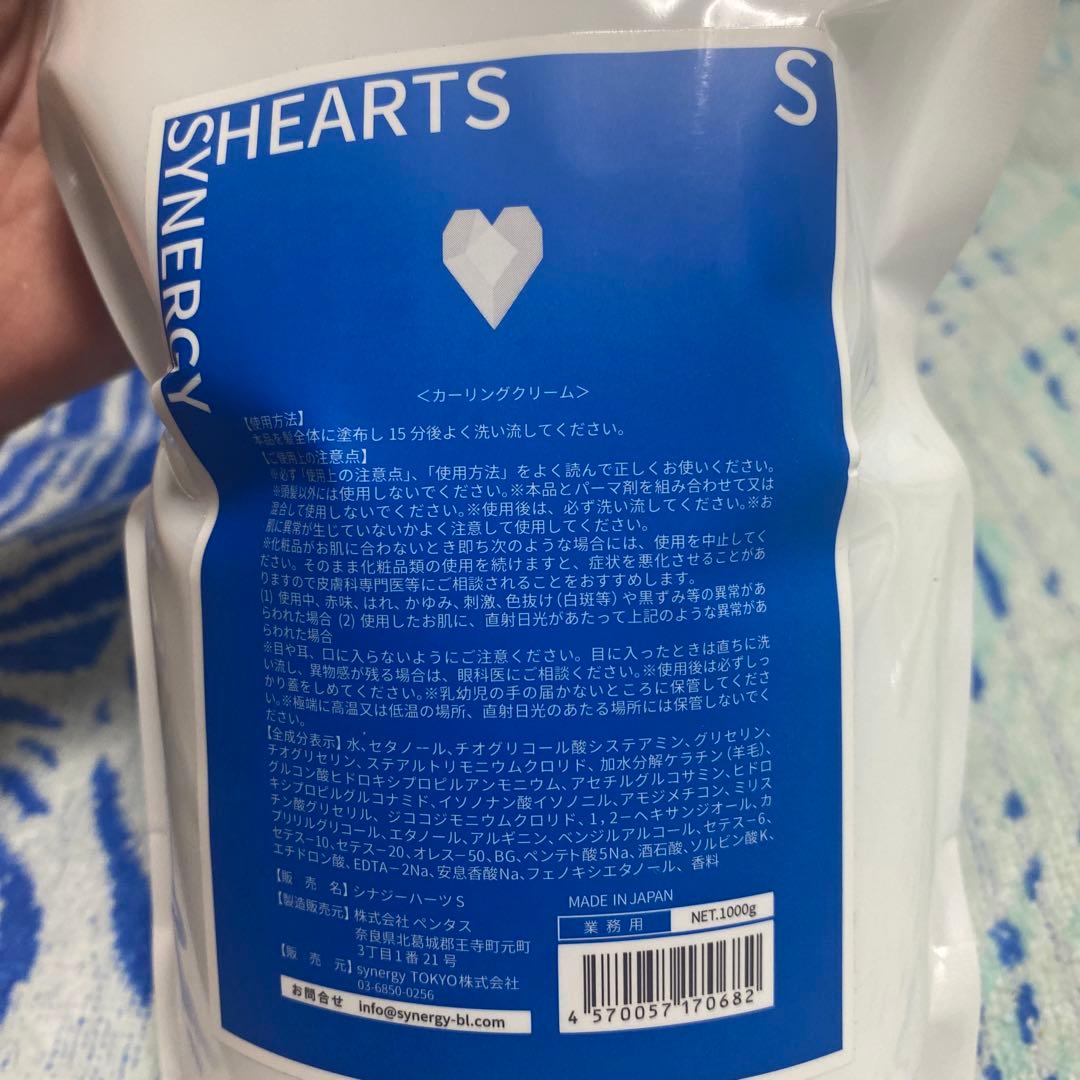 HEARTS
S
SYNERGY
＜カーリングクリーム＞
【使用方法】
本品を髪全体に塗布し 15 分後よく洗い流してください。
【ご使用上の注意点】
※必ず「使用上の注意点」、「使用方法」をよく読んで正しくお使いください。
※頭髪以外には使用しないでください。※本品とパーマ剤を組み合わせて又は
混合して使用しないでください。※使用後は、必ず洗い流してください。※お
肌に異常が生じていないかよく注意して使用してください。
※化粧品がお肌に合わないとき即ち次のような場合には、使用を中止してく
ださい。そのまま化粧品類の使用を続けますと、症状を悪化させることがあ
りますので皮膚科専門医等にご相談されることをおすすめします。
(1) 使用中、赤味、はれ、かゆみ、刺激、色抜け(白斑等)や黒ずみ等の異常があ
らわれた場合 (2) 使用したお肌に、直射日光があたって上記のような異常があ
らわれた場合
※目や耳、口に入らないようにご注意ください。目に入ったときは直ちに洗
い流し、異物感が残る場合は、眼科医にご相談ください。※使用後は必ずしっ
かり蓋をしめてください。※乳幼児の手の届かないところに保管してくださ
い。※極端に高温又は低温の場所、直射日光のあたる場所には保管しないでく
ださい。
【全成分表示】水、セタノール、チオグリコール酸システアミン、グリセリン、
チオグリセリン、ステアルトリモニウムクロリド、加水分解ケラチン(羊毛)、
グルコン酸ヒドロキシプロピルアンモニウム、アセチルグルコサミン、ヒドロ
キシプロピルグルコナミド、イソノナン酸イソノニル、アモジメチコン、ミリス
チン酸グリセリル、ジココジモニウムクロリド、1,2－ヘキサンジオール、カ
プリリルグリコール、エタノール、アルギニン、ベンジルアルコール、セテス－6、
セテス－10、セテス－20、オレス－50、BG、ペンテト酸5Na、酒石酸、ソルビン酸K、
エチドロン酸、EDTA－2Na、安息香酸Na、フェノキシエタノール、香料
【販 売 名】シナジーハーツ S
【製造販売元】株式会社 ペンタス
奈良県北葛城郡王寺町元町
3丁目1番21号
【販 売 元】synergy TOKYO株式会社
03-6850-0256
お問合せ info@synergy-bl.com
MADE IN JAPAN
業務用 NET.1000g
4 570057 170682